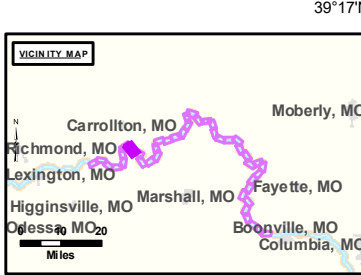 39°17'N
VICINITY MAP
N
Moberly, MO
Carrollton, MO
Richmond, MO
Lexington, MO
Marshall, MO
Fayette, MO
Higginsville, MO
Odessa, MO
Boonville, MO
Columbia, MO
0 10 20
Miles